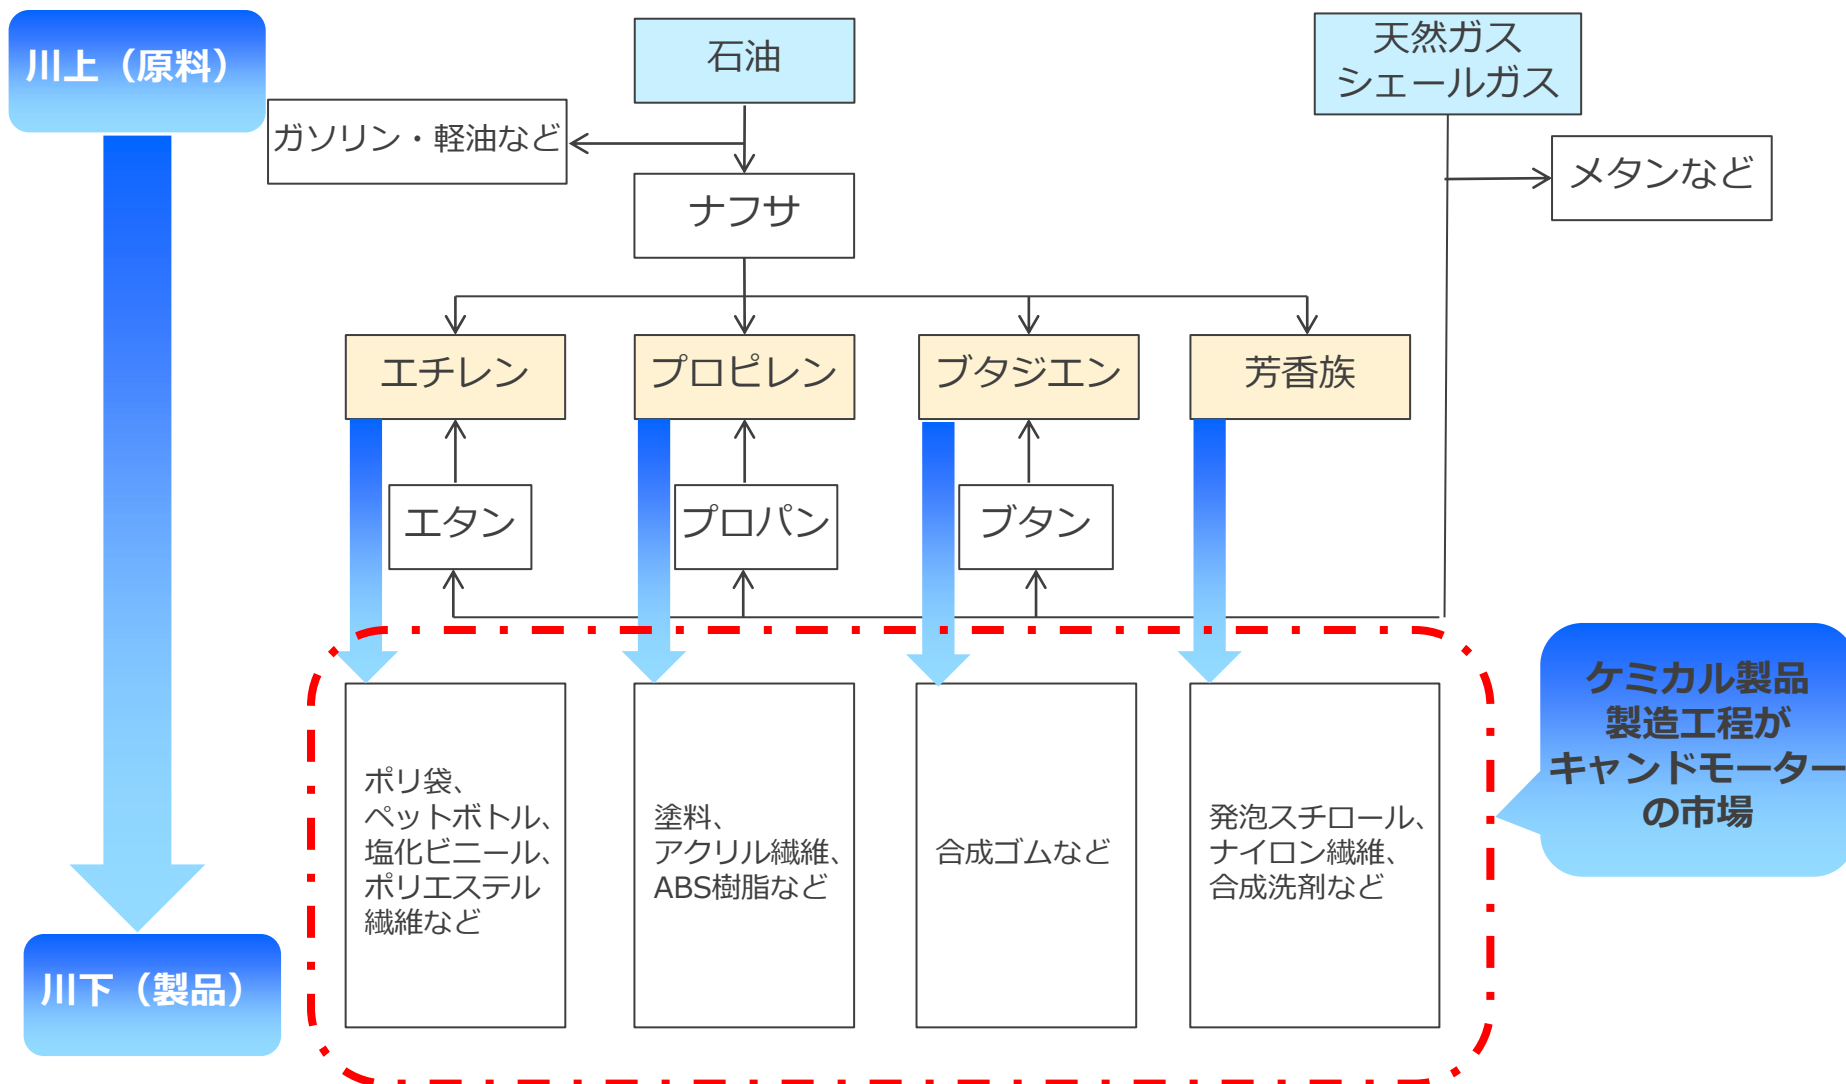 川上（原料）
石油
天然ガス
シェールガス
ガソリン・軽油など
メタンなど
ナフサ
エチレン
プロピレン
ブタジエン
芳香族
エタン
プロパン
ブタン
ポリ袋、
ペットボトル、
塩化ビニール、
ポリエステル
繊維など
塗料、
アクリル繊維、
ABS樹脂など
合成ゴムなど
発泡スチロール、
ナイロン繊維、
合成洗剤など
ケミカル製品
製造工程が
キャンドモーター
の市場
川下（製品）